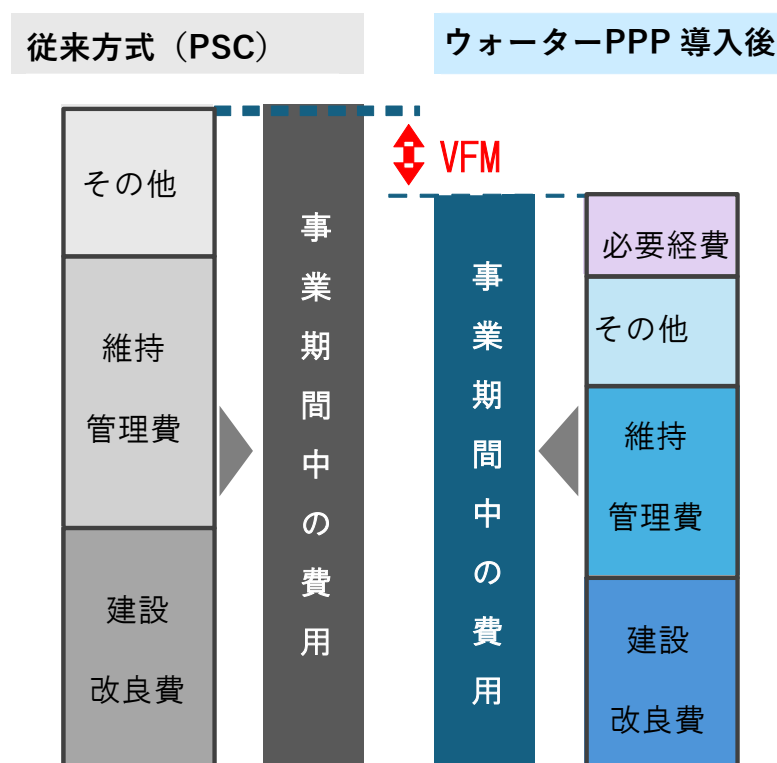 従来方式（PSC）
ウォーターPPP 導入後
その他
維持
管理費
建設
改良費
事業期間中の費用
VFM
事業期間中の費用
必要経費
その他
維持
管理費
建設
改良費